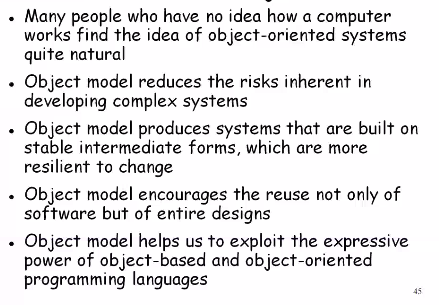 • Many people who have no idea how a computer
works find the idea of object-oriented systems
quite natural
• Object model reduces the risks inherent in
developing complex systems
• Object model produces systems that are built on
stable intermediate forms, which are more
resilient to change
• Object model encourages the reuse not only of
software but of entire designs
• Object model helps us to exploit the expressive
power of object-based and object-oriented
programming languages
45